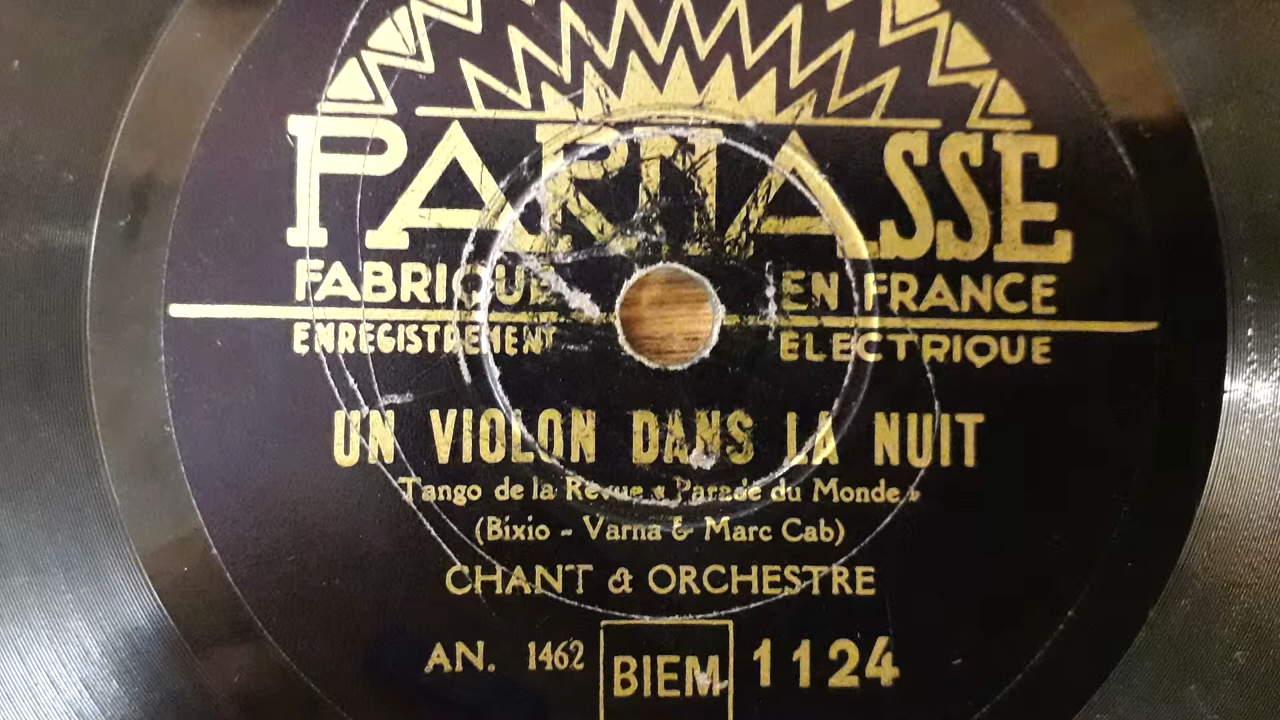 PARNASSE
FABRIQUE EN FRANCE
ENREGISTREMENT ELECTRIQUE
UN VIOLON DANS LA NUIT
Tango de la Revue « Parade du Monde »
(Bixio - Varna & Marc Cab)
CHANT & ORCHESTRE
AN. 1462 BIEM 1124